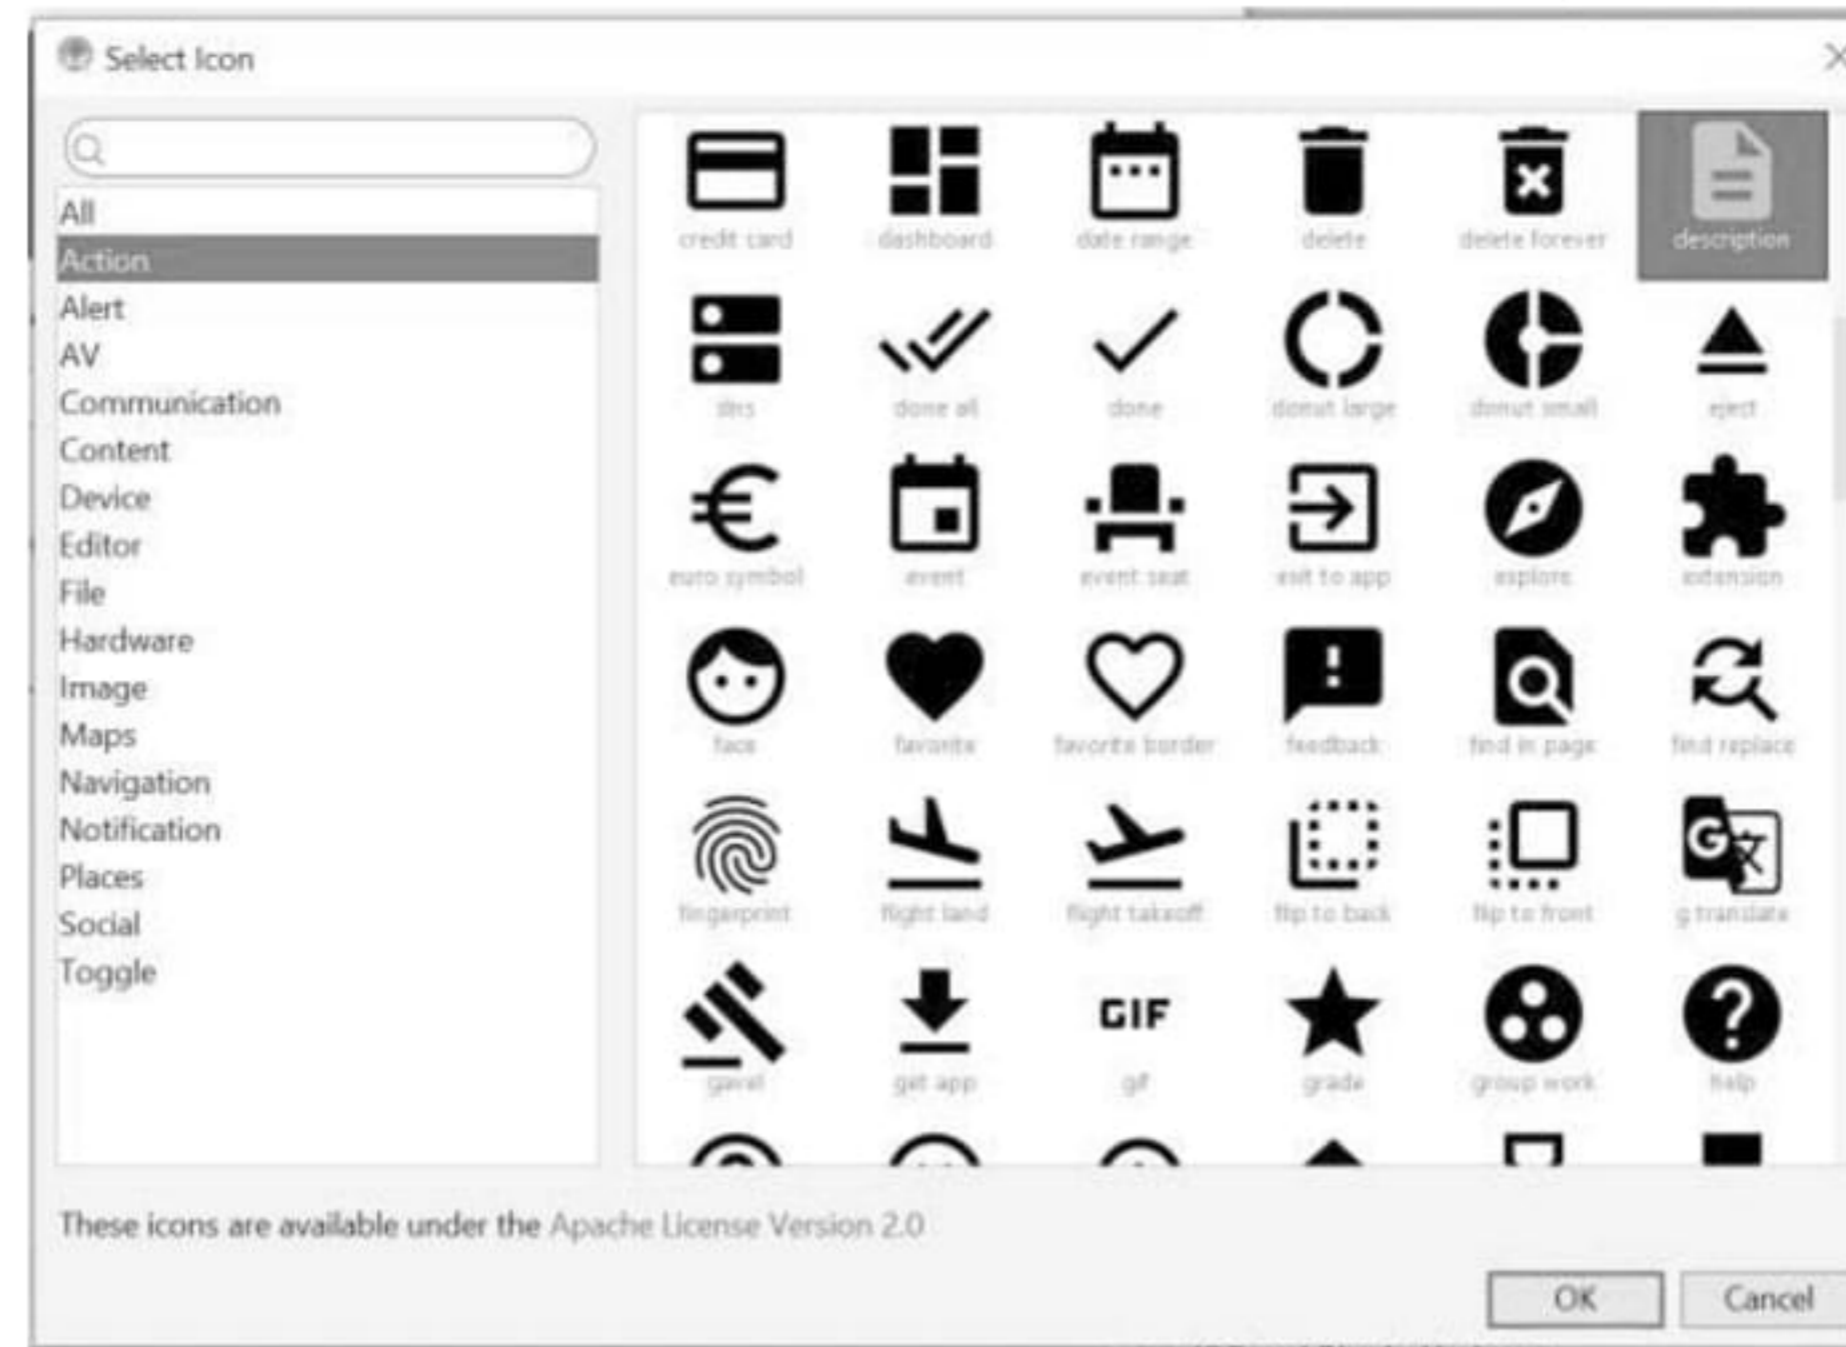 Select Icon
All
Action
Alert
AV
Communication
Content
Device
Editor
File
Hardware
Image
Maps
Navigation
Notification
Places
Social
Toggle
credit card dashboard date range delete delete forever description
dns done all done donut large donut small eject
euro symbol event event seat exit to app explore extension
face favorite favorite border feedback find in page find replace
G 文
fingerprint flight land flight takeoff flip to back flip to front g translate
GIF
gavel get app gif grade group work help
These icons are available under the Apache License Version 2.0
OK Cancel